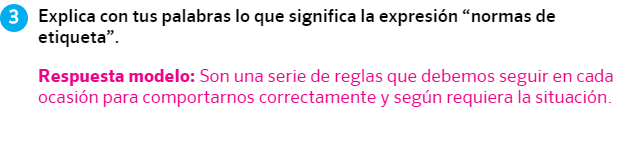 3 Explica con tus palabras lo que significa la expresión “normas de
etiqueta”.
Respuesta modelo: Son una serie de reglas que debemos seguir en cada
ocasión para comportarnos correctamente y según requiera la situación.